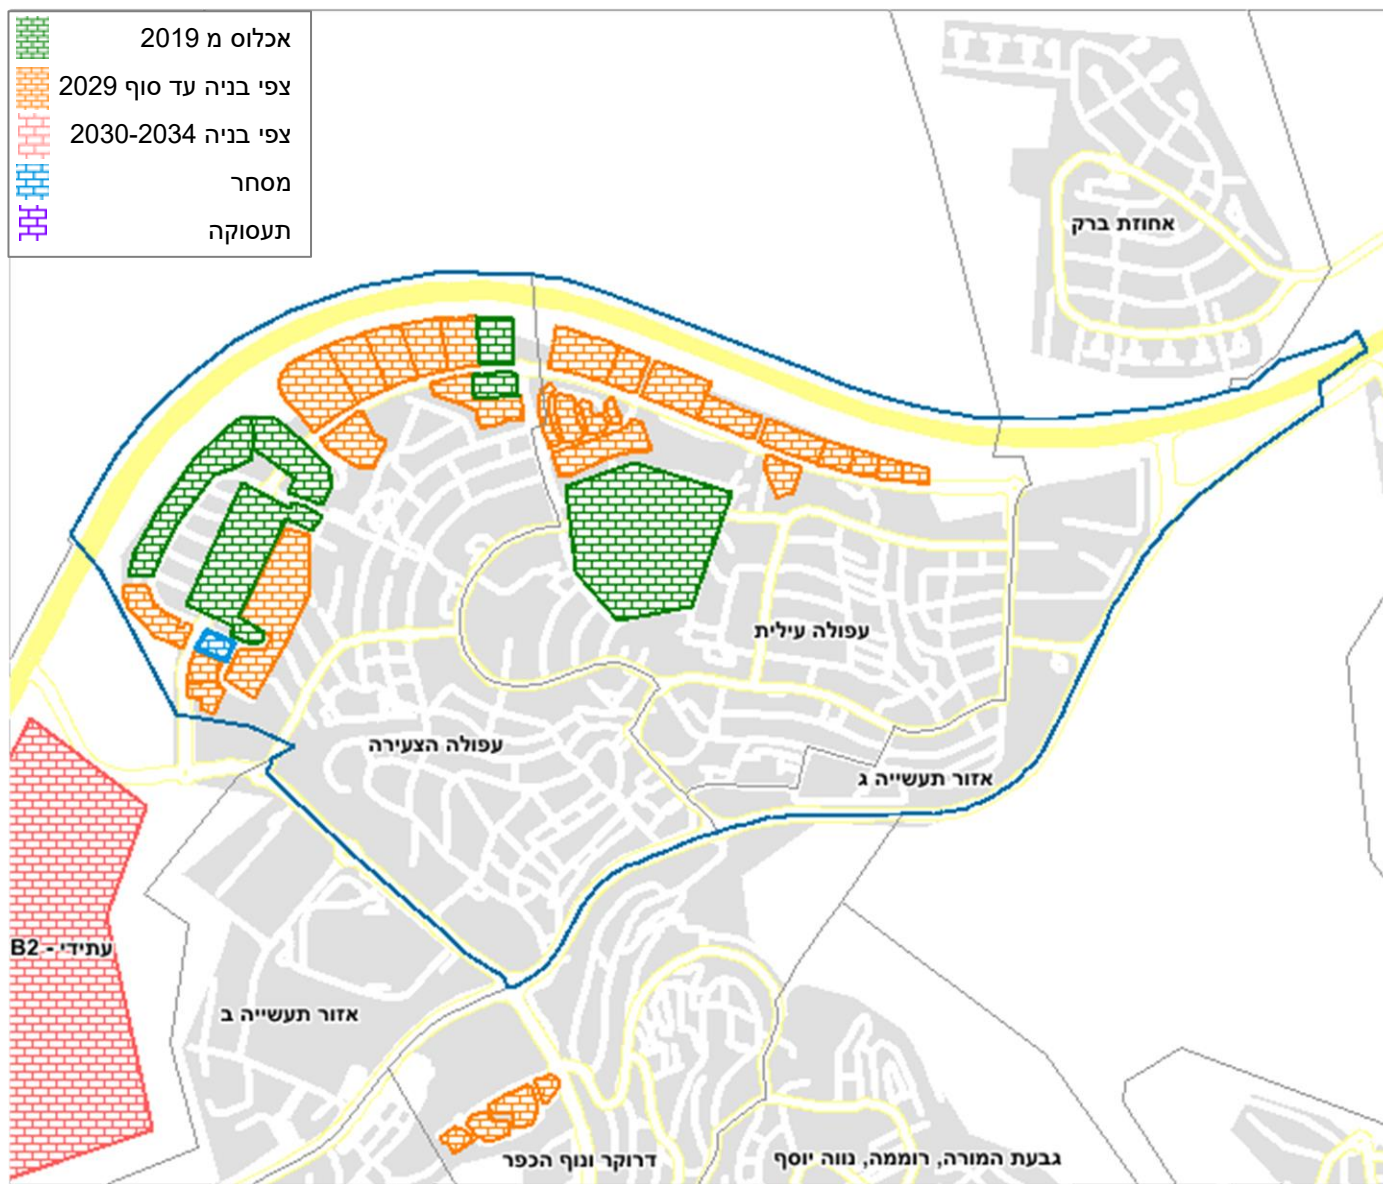 אכלוס מ 2019
צפי בניה עד סוף 2029
צפי בניה 2030-2034
מסחר
תעסוקה
אחוזת ברק
עפולה עילית
עפולה הצעירה
אזור תעשייה ג
עתידי - B2
אזור תעשייה ב
דרוקר ונוף הכפר
גבעת המורה, רוממה, נווה יוסף